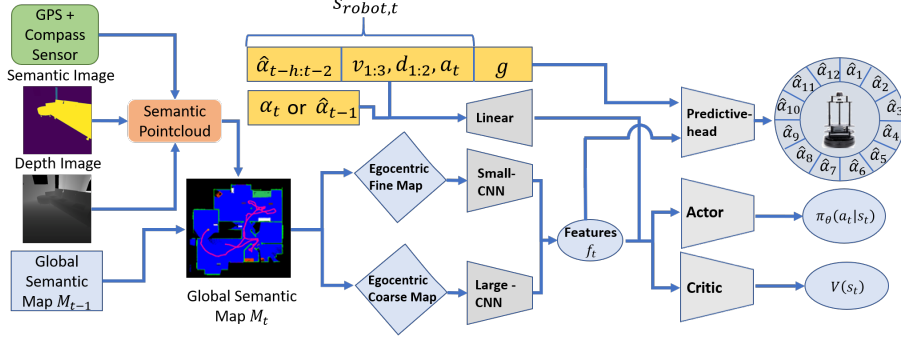 GPS +
Compass
Sensor
Semantic Image
Depth Image
Global
Semantic
Map M_{t-1}
Semantic
Pointcloud
Global Semantic
Map M_t
S_{robot,t}
α̂_{t-h:t-2}
v_{1:3}, d_{1:2}, a_t
g
α_t or α̂_{t-1}
Linear
Egocentric
Fine Map
Small-
CNN
Egocentric
Coarse Map
Large -
CNN
Features
f_t
Predictive-
head
Actor
Critic
α̂_1
α̂_2
α̂_3
α̂_4
α̂_5
α̂_6
α̂_7
α̂_8
α̂_9
α̂_10
α̂_11
α̂_12
π_θ(a_t|s_t)
V(s_t)